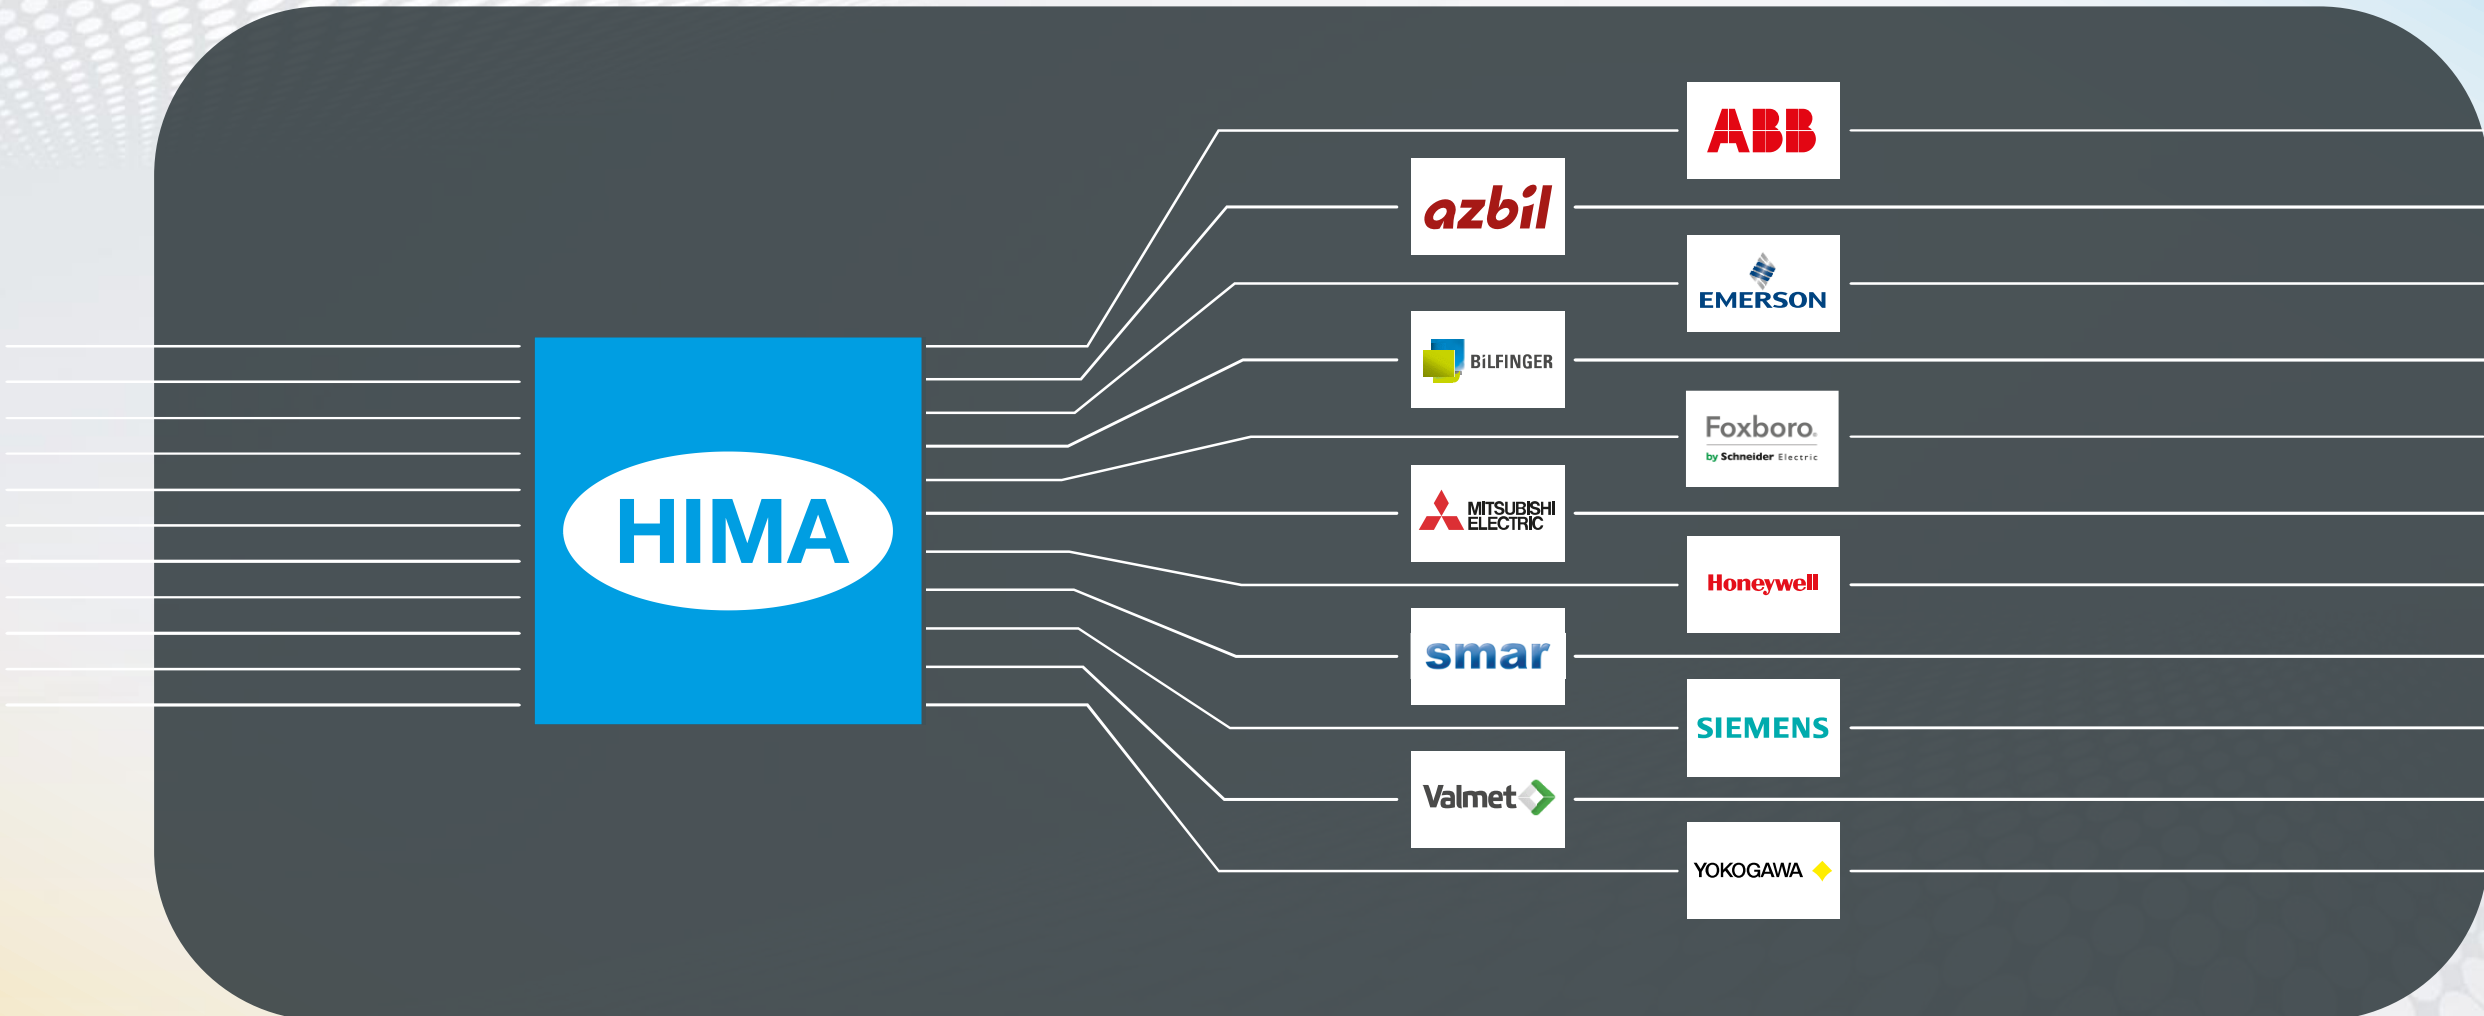 HIMA
ABB
azbil
EMERSON
BiLFINGER
Foxboro.
by Schneider Electric
MITSUBISHI
ELECTRIC
Honeywell
smar
SIEMENS
Valmet
YOKOGAWA